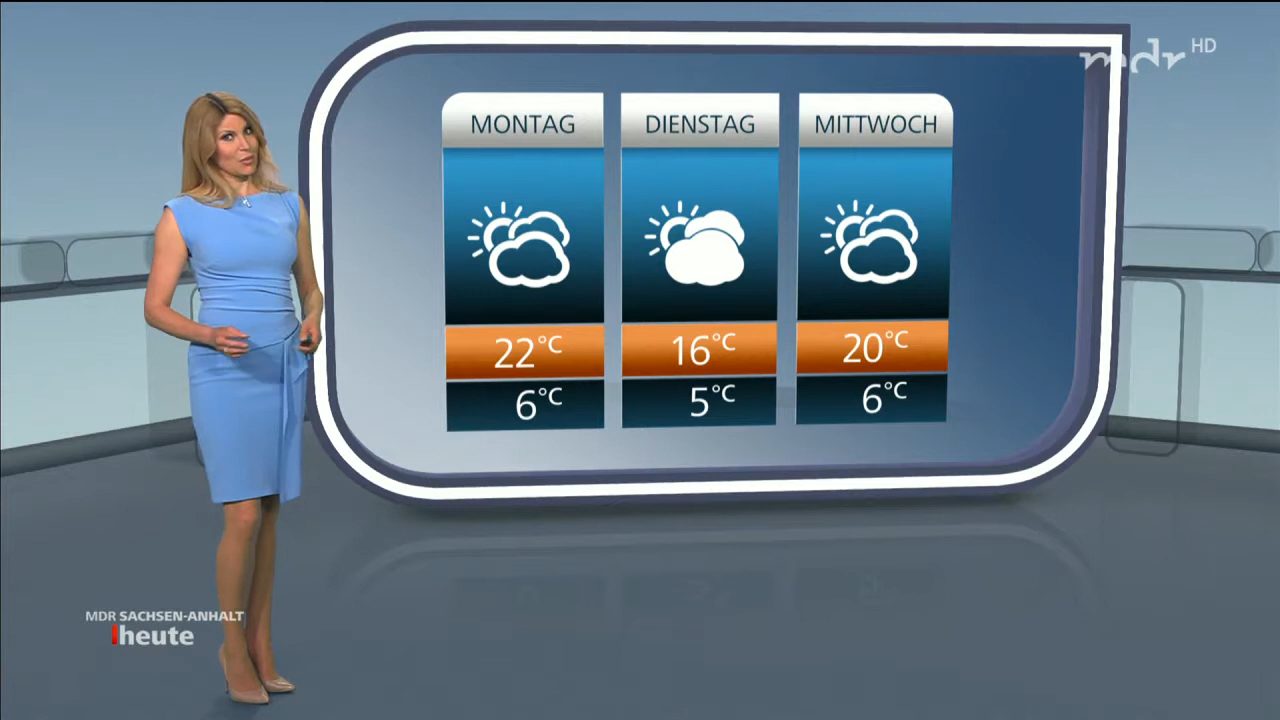 mdr HD
MONTAG
DIENSTAG
MITTWOCH
22°C
16°C
20°C
6°C
5°C
6°C
MDR SACHSEN-ANHALT
heute